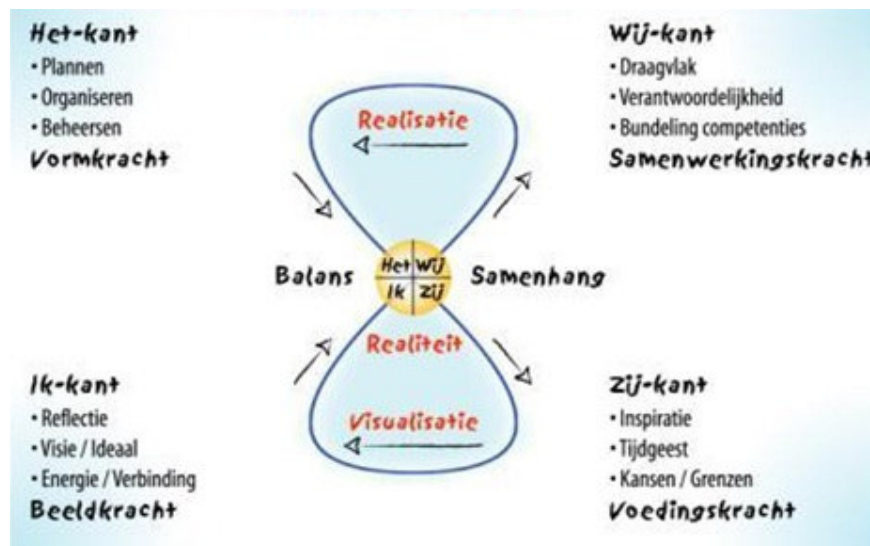 Het-kant
• Plannen
• Organiseren
• Beheersen
Vormkracht
Wij-kant
• Draagvlak
• Verantwoordelijkheid
• Bundeling competenties
Samenwerkingskracht
Realisatie
Balans
Het Wij
Ik Zij
Samenhang
Realiteit
Visualisatie
Ik-kant
• Reflectie
• Visie / Ideaal
• Energie / Verbinding
Beeldkracht
Zij-kant
• Inspiratie
• Tijdgeest
• Kansen / Grenzen
Voedingskracht